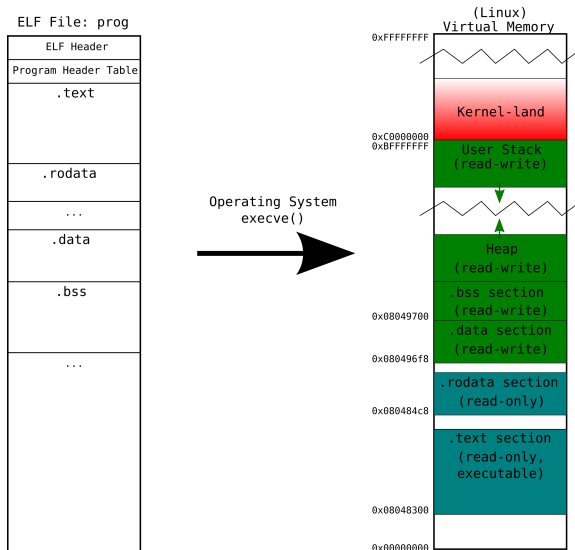 ELF File: prog
ELF Header
Program Header Table
.text
.rodata
...
.data
.bss
...
Operating System
execve()
(Linux)
Virtual Memory
0xFFFFFFFF
Kernel-land
0xC0000000
0xBFFFFFFF
User Stack
(read-write)
Heap
(read-write)
.bss section
(read-write)
0x08049700
.data section
(read-write)
0x080496f8
.rodata section
(read-only)
0x080484c8
.text section
(read-only,
executable)
0x08048300
0x00000000